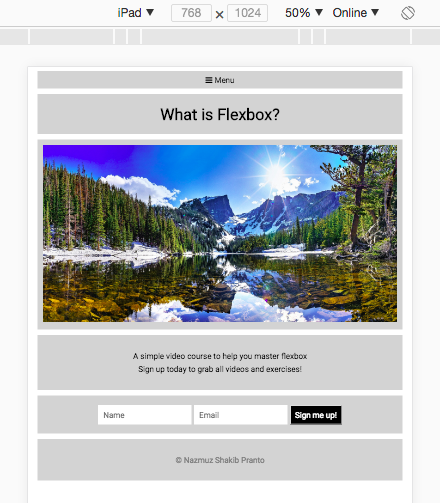 iPad ▼ 768 × 1024 50% ▼ Online ▼
☰ Menu
What is Flexbox?
A simple video course to help you master flexbox
Sign up today to grab all videos and exercises!
Name Email Sign me up!
© Nazmuz Shakib Pranto